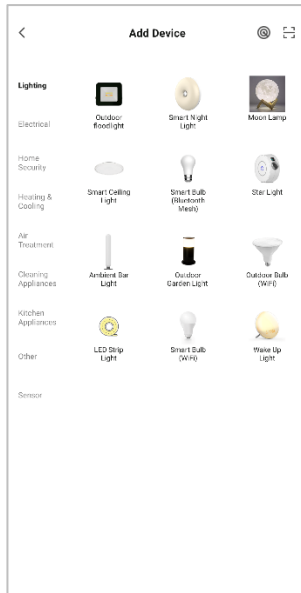 Add Device
Lighting
Electrical
Home
Security
Heating &
Cooling
Air
Treatment
Cleaning
Appliances
Kitchen
Appliances
Other
Sensor
Outdoor
floodlight
Smart Night
Light
Moon Lamp
Smart Ceiling
Light
Smart Bulb
(Bluetooth
Mesh)
Star Light
Ambient Bar
Light
Outdoor
Garden Light
Outdoor Bulb
(WiFi)
LED Strip
Light
Smart Bulb
(WiFi)
Wake Up
Light